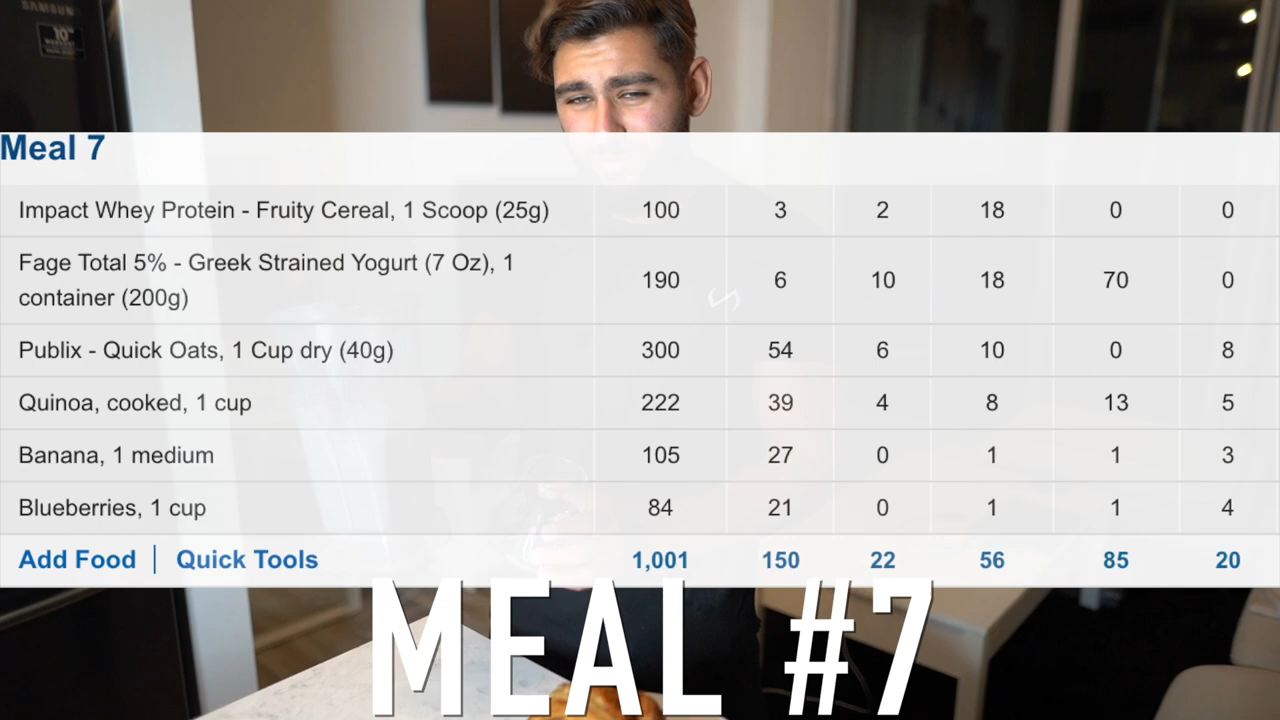 SAMSUNG
10
Meal 7
Impact Whey Protein - Fruity Cereal, 1 Scoop (25g) 100 3 2 18 0 0
Fage Total 5% - Greek Strained Yogurt (7 Oz), 1
container (200g) 190 6 10 18 70 0
Publix - Quick Oats, 1 Cup dry (40g) 300 54 6 10 0 8
Quinoa, cooked, 1 cup 222 39 4 8 13 5
Banana, 1 medium 105 27 0 1 1 3
Blueberries, 1 cup 84 21 0 1 1 4
Add Food | Quick Tools 1,001 150 22 56 85 20
MEAL #7